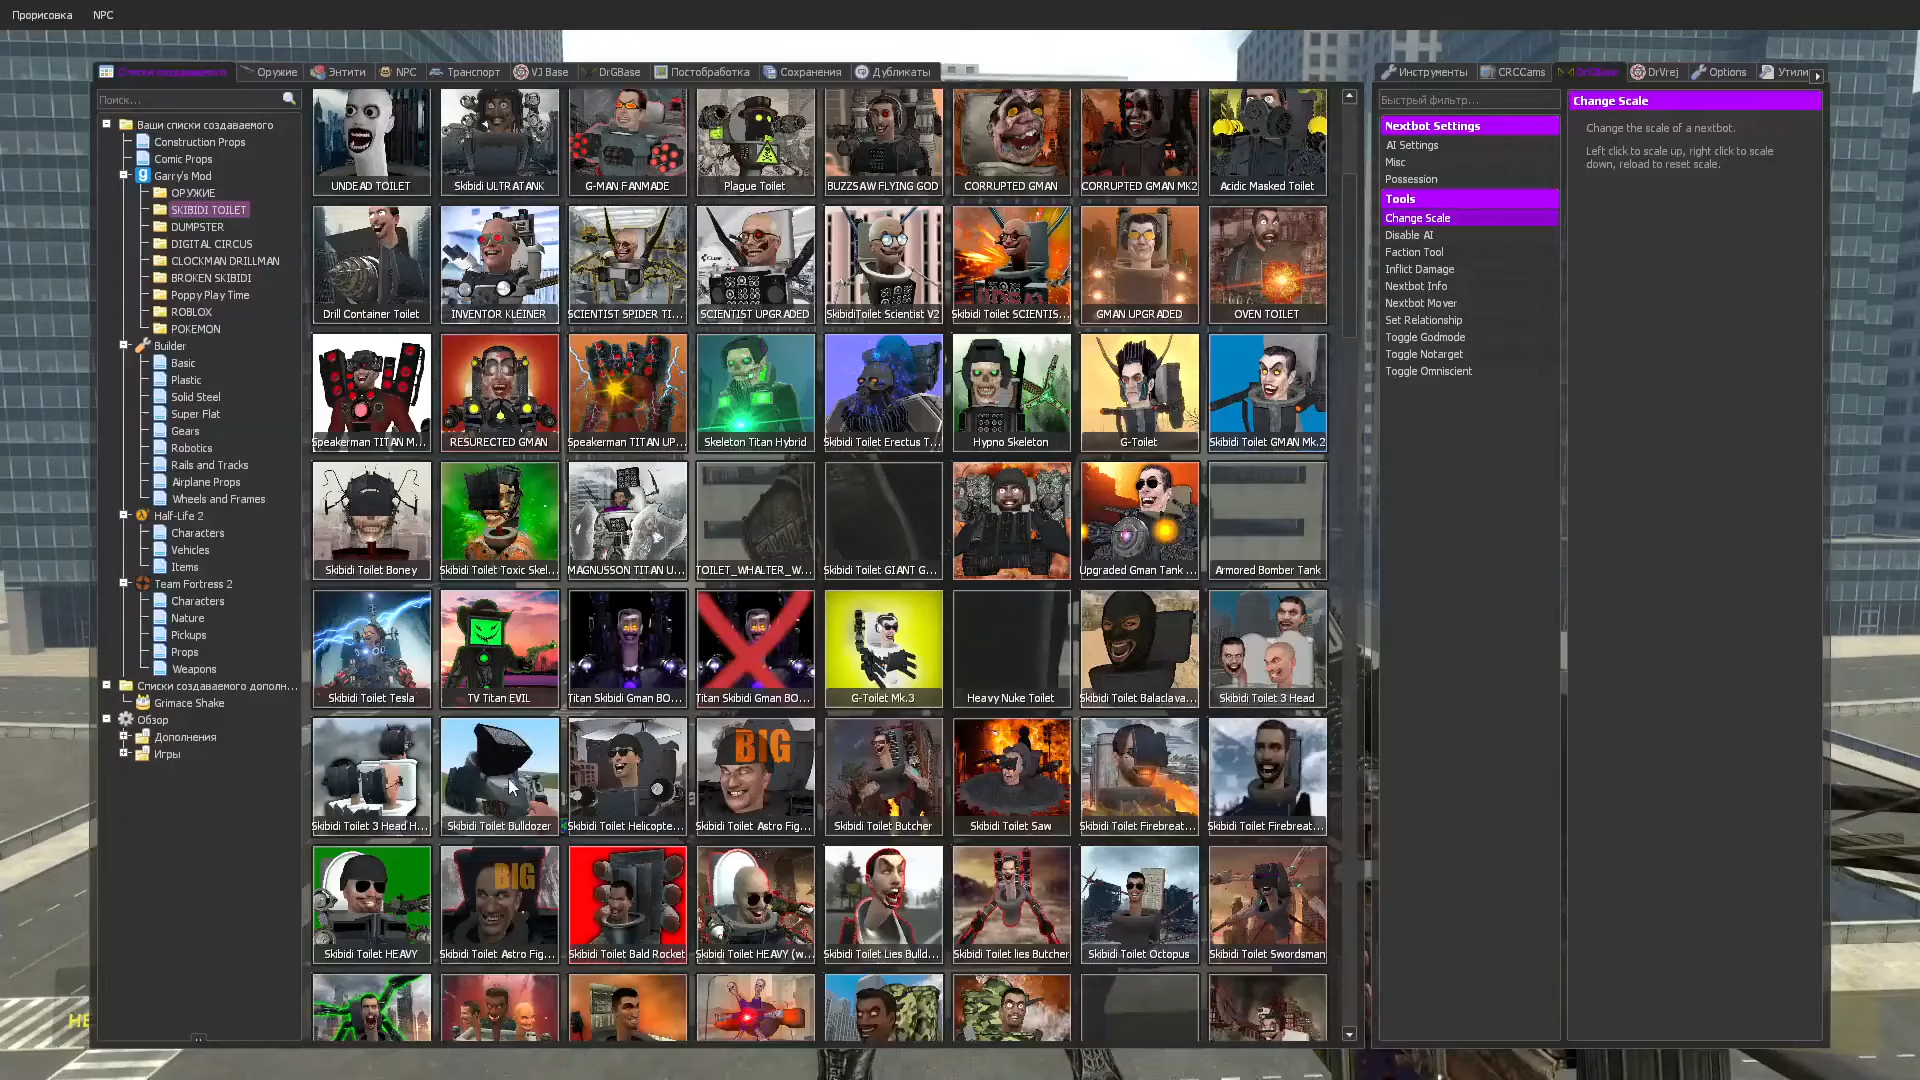 Прорисовка NPC
Оружие Энтити NPC Транспорт VJ Base DrGBase Постобработка Сохранения Дубликаты
Инструменты CRCCams DrGBase DrVrej Options Утили
Поиск...
Ваши списки создаваемого
Construction Props
Comic Props
Garry's Mod
ОРУЖИЕ
SKIBIDI TOILET
DUMPSTER
DIGITAL CIRCUS
CLOCKMAN DRILLMAN
BROKEN SKIBIDI
Poppy Play Time
ROBLOX
POKEMON
Builder
Basic
Plastic
Solid Steel
Super Flat
Gears
Robotics
Rails and Tracks
Airplane Props
Wheels and Frames
Half-Life 2
Characters
Vehicles
Items
Team Fortress 2
Characters
Nature
Pickups
Props
Weapons
Списки создаваемого дополн...
Grimace Shake
Обзор
Дополнения
Игры
UNDEAD TOILET
Skibidi ULTRATANK
G-MAN FANMADE
Plague Toilet
BUZZSAW FLYING GOD
CORRUPTED GMAN
CORRUPTED GMAN MK2
Acidic Masked Toilet
Drill Container Toilet
INVENTOR KLEINER
SCIENTIST SPIDER TI...
SCIENTIST UPGRADED
SkibidiToilet Scientist V2
Skibidi Toilet SCIENTIS...
GMAN UPGRADED
OVEN TOILET
Speakerman TITAN M...
RESURECTED GMAN
Speakerman TITAN UP...
Skeleton Titan Hybrid
Skibidi Toilet Erectus T...
Hypno Skeleton
G-Toilet
Skibidi Toilet GMAN Mk.2
Skibidi Toilet Boney
Skibidi Toilet Toxic Skel...
MAGNUSSON TITAN U...
TOILET_WHALTER_W...
Skibidi Toilet GIANT G...
Upgraded Gman Tank ...
Armored Bomber Tank
Skibidi Toilet Tesla
TV Titan EVIL
Titan Skibidi Gman BO...
Titan Skibidi Gman BO...
G-Toilet Mk.3
Heavy Nuke Toilet
Skibidi Toilet Balaclava...
Skibidi Toilet 3 Head
Skibidi Toilet 3 Head H...
Skibidi Toilet Bulldozer
Skibidi Toilet Helicopte...
BIG
Skibidi Toilet Astro Fig...
Skibidi Toilet Butcher
Skibidi Toilet Saw
Skibidi Toilet Firebreat...
Skibidi Toilet Firebreat...
Skibidi Toilet HEAVY
BIG
Skibidi Toilet Astro Fig...
Skibidi Toilet Bald Rocket
Skibidi Toilet HEAVY (w...
Skibidi Toilet Lies Bulld...
Skibidi Toilet lies Butcher
Skibidi Toilet Octopus
Skibidi Toilet Swordsman
Быстрый фильтр...
Nextbot Settings
AI Settings
Misc
Possession
Tools
Change Scale
Disable AI
Faction Tool
Inflict Damage
Nextbot Info
Nextbot Mover
Set Relationship
Toggle Godmode
Toggle Notarget
Toggle Omniscient
Change Scale
Change the scale of a nextbot.
Left click to scale up, right click to scale
down, reload to reset scale.
НЕ